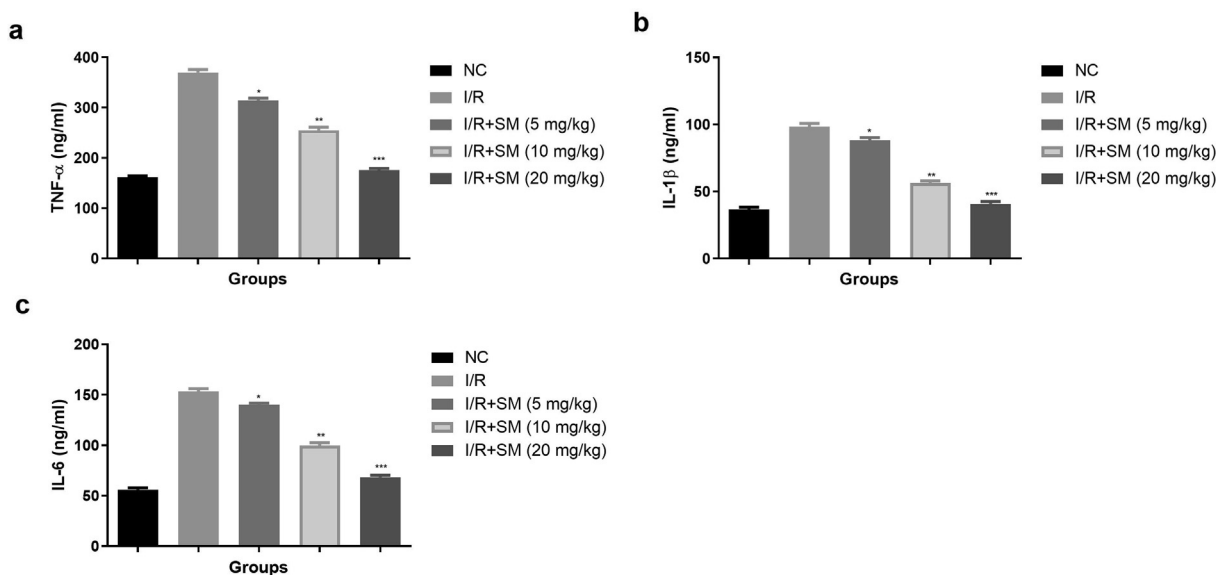 a
TNF-α (ng/ml)
400
300
200
100
0
*
**
***
Groups
NC
I/R
I/R+SM (5 mg/kg)
I/R+SM (10 mg/kg)
I/R+SM (20 mg/kg)
b
IL-1β (ng/ml)
150
100
50
0
*
**
***
Groups
NC
I/R
I/R+SM (5 mg/kg)
I/R+SM (10 mg/kg)
I/R+SM (20 mg/kg)
c
IL-6 (ng/ml)
200
150
100
50
0
*
**
***
Groups
NC
I/R
I/R+SM (5 mg/kg)
I/R+SM (10 mg/kg)
I/R+SM (20 mg/kg)